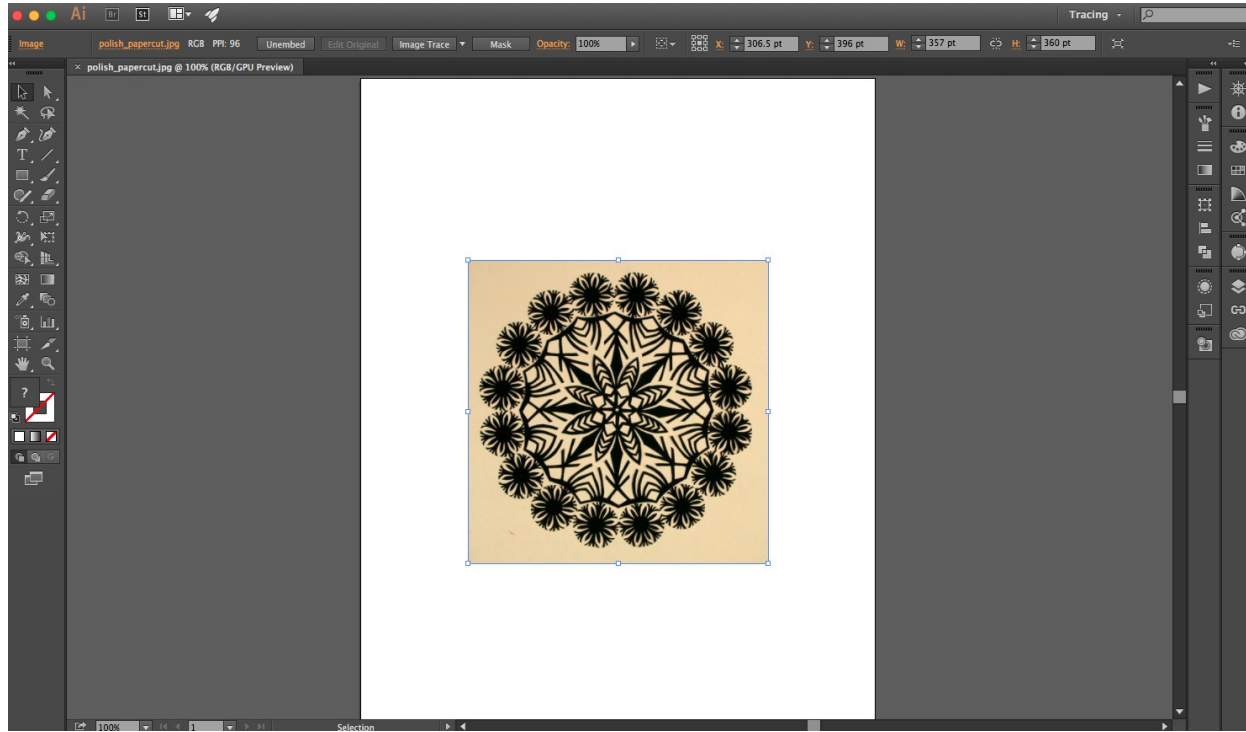 Ai Br St Tracing
Image polish_papercut.jpg RGB PPI: 96 Unembed Edit Original Image Trace Mask Opacity: 100% X: 306.5 pt Y: 396 pt W: 357 pt H: 360 pt
× polish_papercut.jpg @ 100% (RGB/GPU Preview)
T
?
100% 1 Selection